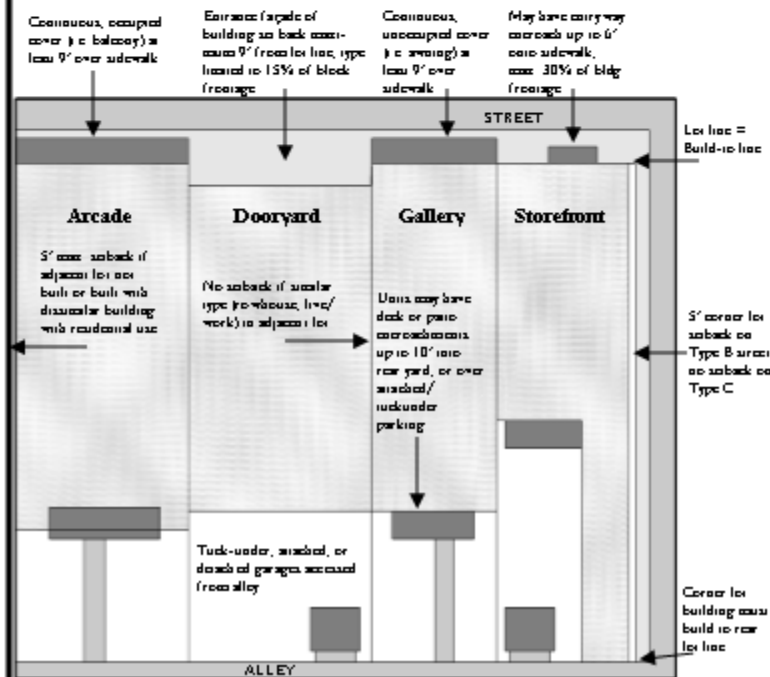 Continuous, occupied
cover (i.e. balcony) at
least 9' over sidewalk
Entrance façade of
building set back maxi-
mum 9' from lot line, type
limited to 15% of block
frontage
Continuous,
unoccupied cover
(i.e. awning) at
least 9' over
sidewalk
May have entryway
encroach up to 6'
onto sidewalk,
max. 30% of bldg
frontage
STREET
Lot line =
Build-to line
Arcade
Dooryard
Gallery
Storefront
5' max. setback if
adjacent lot not
built or built with
dissimilar building
with residential use
No setback if similar
type (rowhouse, live/
work) in adjacent lot
Units may have
deck or patio
encroachments
up to 10' into
rear yard, or over
attached/
tuckunder
parking
5' corner lot
setback on
Type B street
no setback on
Type C
Tuck-under, attached, or
detached garages accessed
from alley
Corner lot
building must
build to rear
lot line
ALLEY